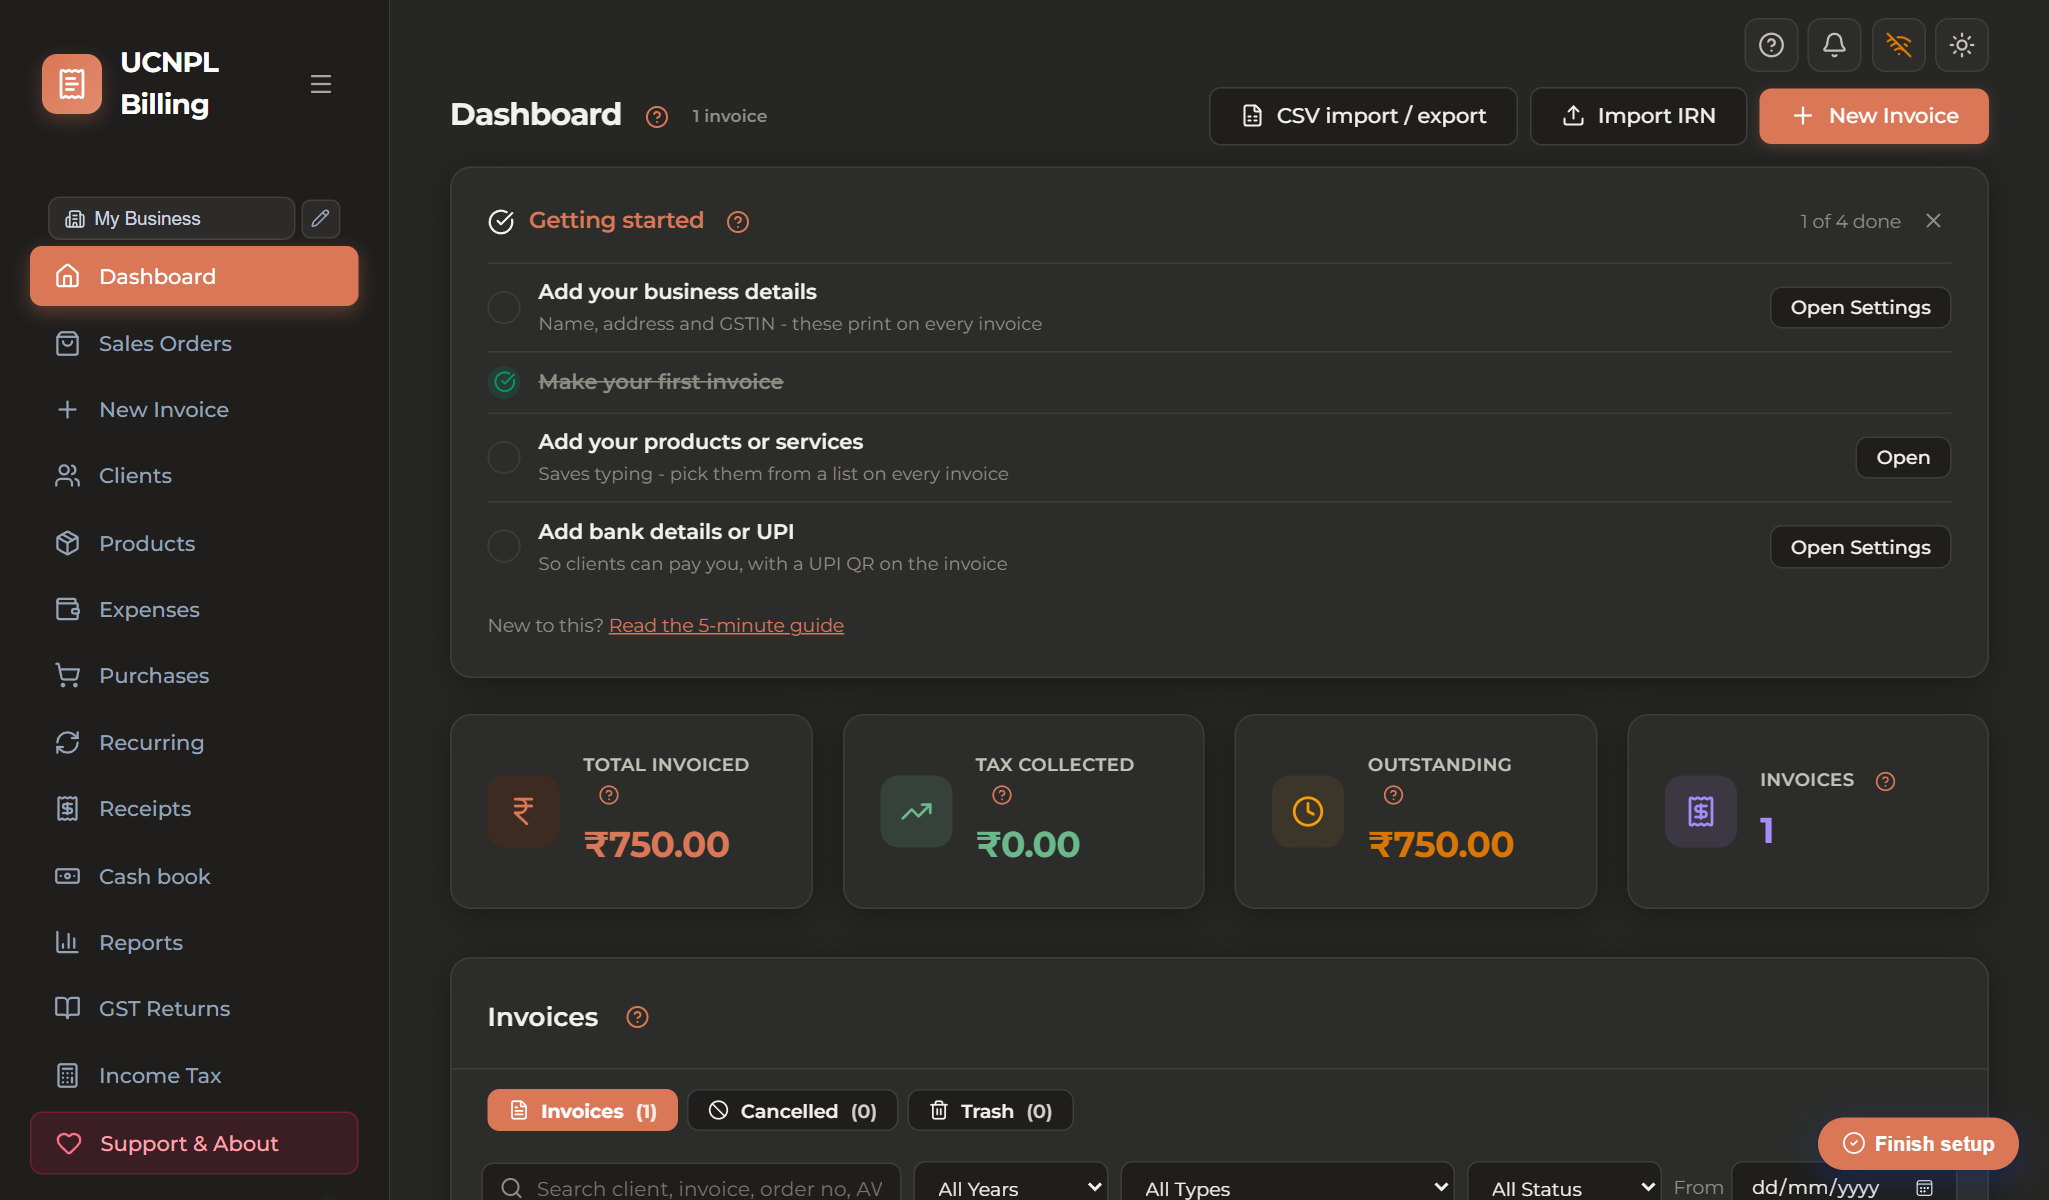 UCNPL
Billing
My Business
Dashboard
Sales Orders
New Invoice
Clients
Products
Expenses
Purchases
Recurring
Receipts
Cash book
Reports
GST Returns
Income Tax
Support & About
Dashboard
1 invoice
CSV import / export
Import IRN
New Invoice
Getting started
1 of 4 done
Add your business details
Name, address and GSTIN - these print on every invoice
Open Settings
Make your first invoice
Add your products or services
Saves typing - pick them from a list on every invoice
Open
Add bank details or UPI
So clients can pay you, with a UPI QR on the invoice
Open Settings
New to this? Read the 5-minute guide
TOTAL INVOICED
₹750.00
TAX COLLECTED
₹0.00
OUTSTANDING
₹750.00
INVOICES
1
Invoices
Invoices (1)
Cancelled (0)
Trash (0)
Finish setup
Search client, invoice, order no, AW
All Years
All Types
All Status
From
dd/mm/yyyy